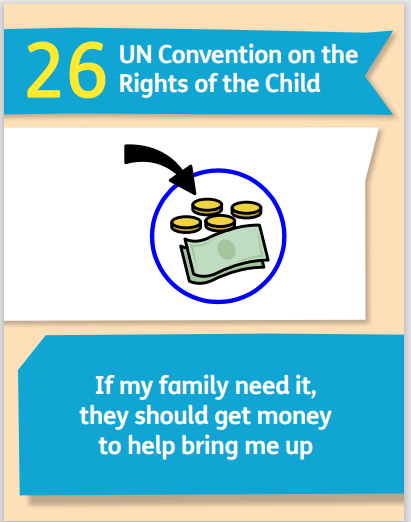 26
UN Convention on the
Rights of the Child
If my family need it,
they should get money
to help bring me up